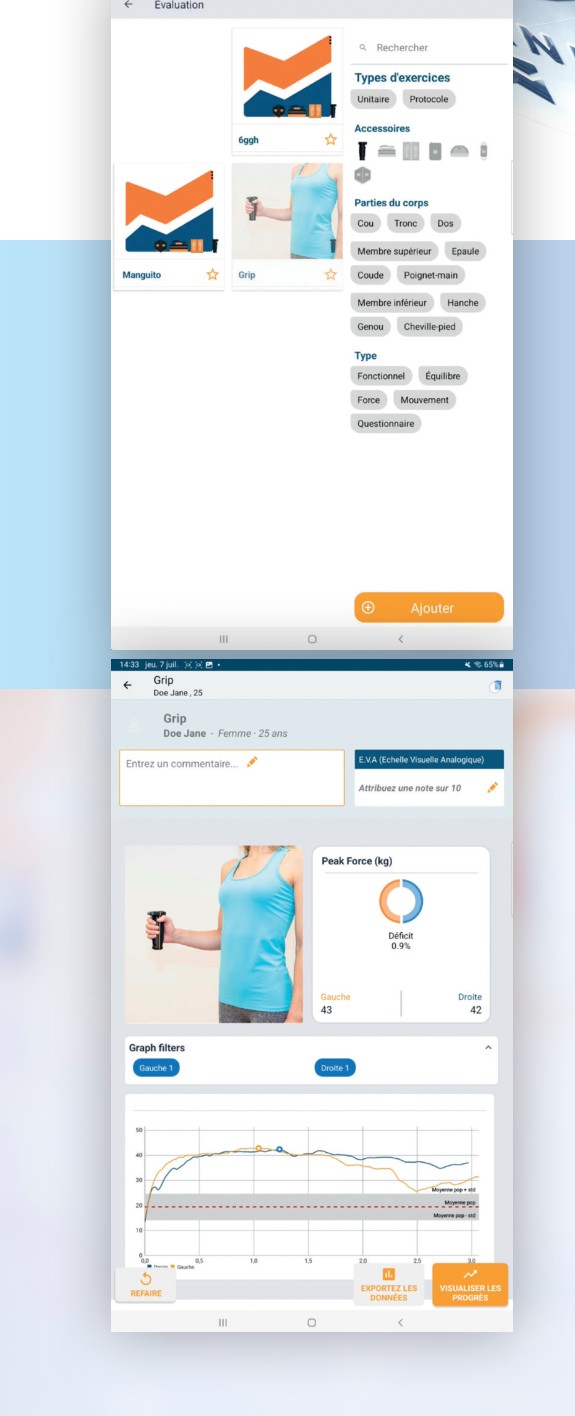 Evaluation
Rechercher
Types d'exercices
Unitaire Protocole
Accessoires
6ggh
Parties du corps
Cou Tronc Dos
Membre supérieur Epaule
Manguito Grip
Coude Poignet-main
Membre inférieur Hanche
Genou Cheville-pied
Type
Fonctionnel Équilibre
Force Mouvement
Questionnaire
Ajouter
14:33 jeu. 7 juil. 65%
Grip
Doe Jane , 25
Grip
Doe Jane - Femme · 25 ans
Entrez un commentaire...
E.V.A (Echelle Visuelle Analogique)
Attribuez une note sur 10
Peak Force (kg)
Déficit
0.9%
Gauche Droite
43 42
Graph filters
Gauche 1 Droite 1
50
40
30
Moyenne pop + std
20
Moyenne pop
Moyenne pop - std
10
0
0,0 0,5 1,0 1,5 2,0 2,5 3,0
Droite Gauche
REFAIRE
EXPORTEZ LES
DONNÉES
VISUALISER LES
PROGRÈS